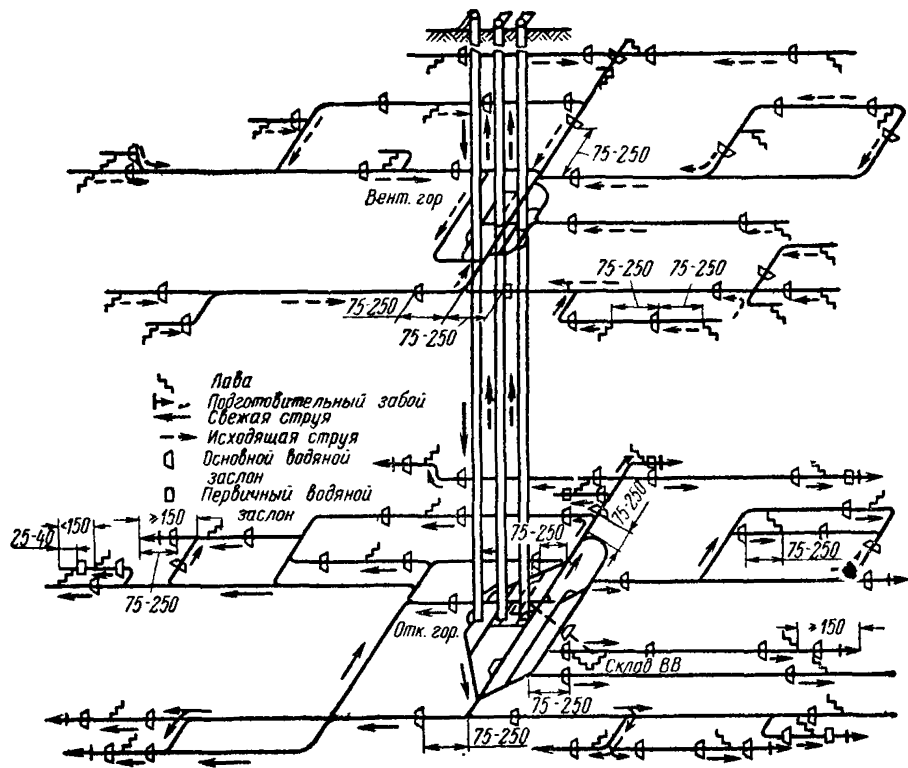 75-250
Вент. гор
75-250
75-250
75-250
75-250
Лава
Подготовительный забой
Свежая струя
Исходящая струя
Основной водяной
заслон
Первичный водяной
заслон
<150
≥150
25-40
75-250
75-250
75-250
75-250
Отк. гор.
≥150
Склад ВВ
75-250
75-250